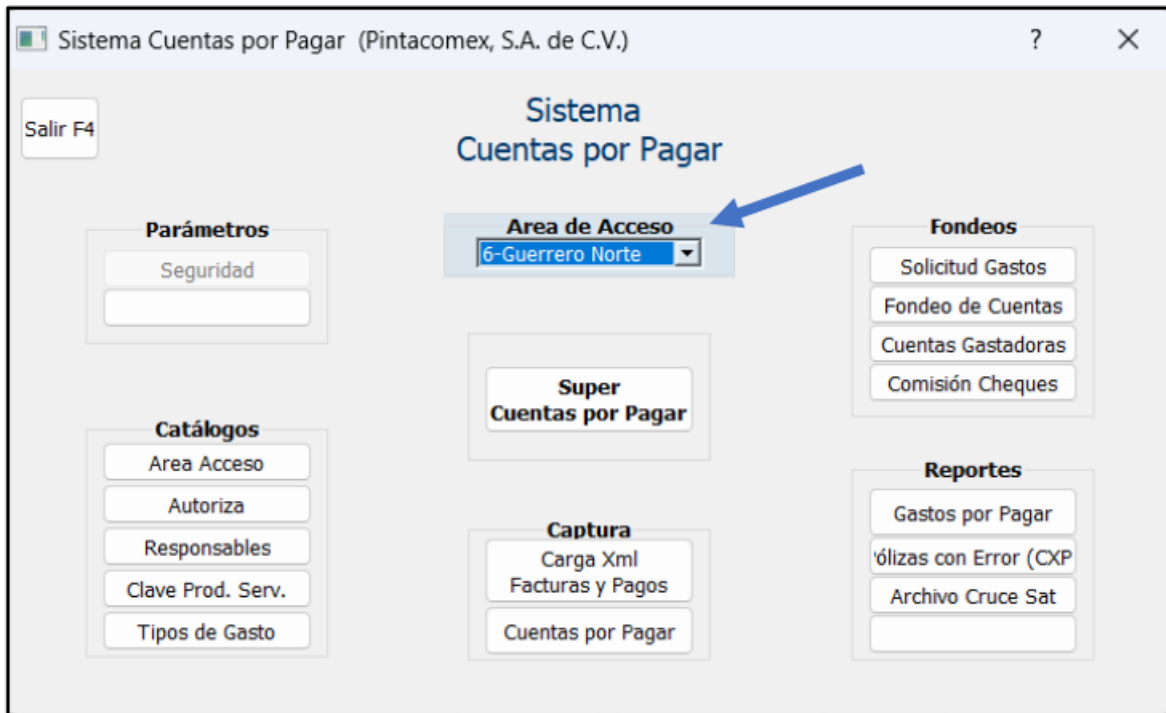 Sistema Cuentas por Pagar (Pintacomex, S.A. de C.V.)
?
Salir F4
Sistema
Cuentas por Pagar
Parámetros
Seguridad
Area de Acceso
6-Guerrero Norte
Fondeos
Solicitud Gastos
Fondeo de Cuentas
Cuentas Gastadoras
Comisión Cheques
Super
Cuentas por Pagar
Catálogos
Area Acceso
Autoriza
Responsables
Clave Prod. Serv.
Tipos de Gasto
Captura
Carga Xml
Facturas y Pagos
Cuentas por Pagar
Reportes
Gastos por Pagar
ólizas con Error (CXP
Archivo Cruce Sat